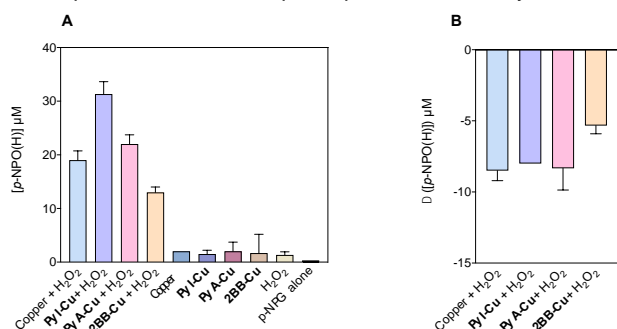 A
[p-NPO(H)] µM
40
30
20
10
0
Copper + H₂O₂
Py I-Cu + H₂O₂
Py A-Cu + H₂O₂
2BB-Cu + H₂O₂
Copper
Py I-Cu
Py A-Cu
2BB-Cu
H₂O₂
p-NPG alone
B
D ([p-NPO(H)]) µM
0
-5
-10
-15
Copper + H₂O₂
Py I-Cu + H₂O₂
Py A-Cu + H₂O₂
2BB-Cu + H₂O₂